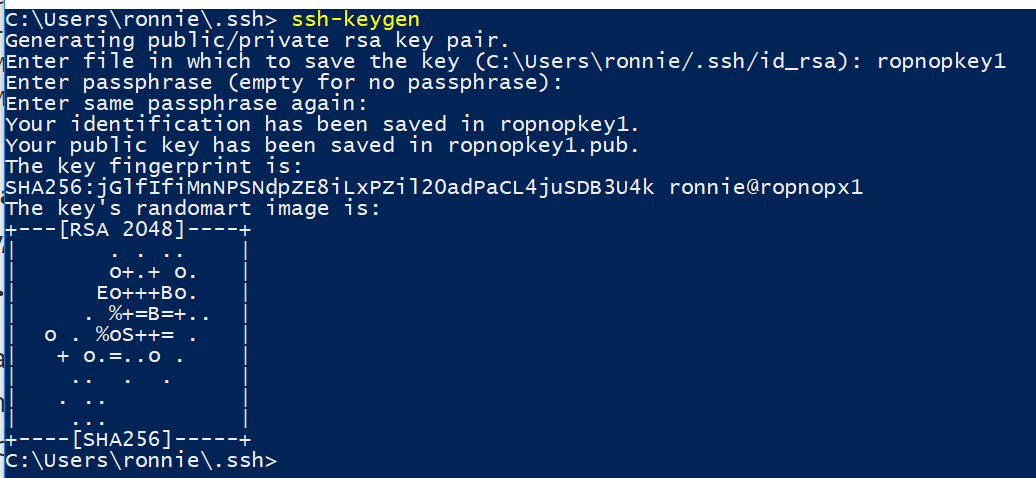 C:\Users\ronnie\.ssh> ssh-keygen
Generating public/private rsa key pair.
Enter file in which to save the key (C:\Users\ronnie/.ssh/id_rsa): ropnopkey1
Enter passphrase (empty for no passphrase):
Enter same passphrase again:
Your identification has been saved in ropnopkey1.
Your public key has been saved in ropnopkey1.pub.
The key fingerprint is:
SHA256:jGlfIfiMnNPSNdpZE8iLxPZil20adPaCL4juSDB3U4k ronnie@ropnopx1
The key's randomart image is:
+---[RSA 2048]----+
|       . . ..    |
|       o+.+ o.   |
|      Eo+++Bo.   |
|     . %+=B=+..  |
|  o . %oS++= .   |
|   + o.=..o .    |
|    ..  .  .     |
|   . ..          |
|    ...          |
+----[SHA256]-----+
C:\Users\ronnie\.ssh>